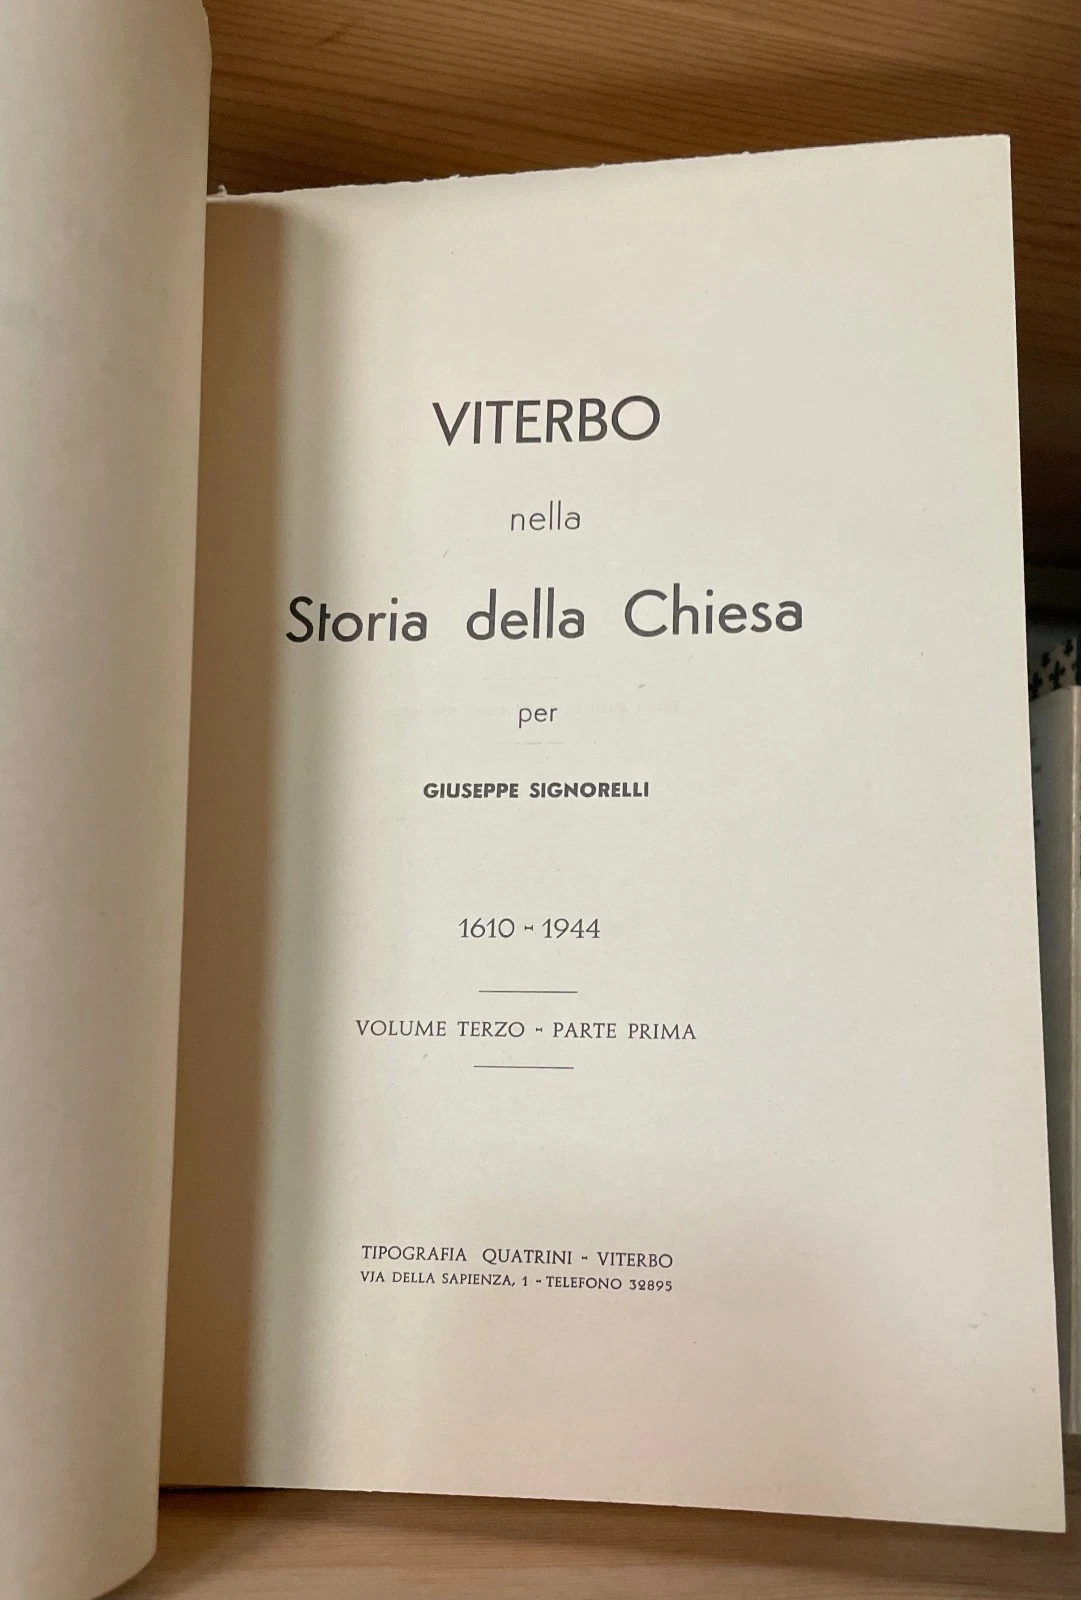 VITERBO
nella
Storia della Chiesa
per
GIUSEPPE SIGNORELLI
1610 - 1944
VOLUME TERZO - PARTE PRIMA
TIPOGRAFIA QUATRINI - VITERBO
VIA DELLA SAPIENZA, 1 - TELEFONO 32895